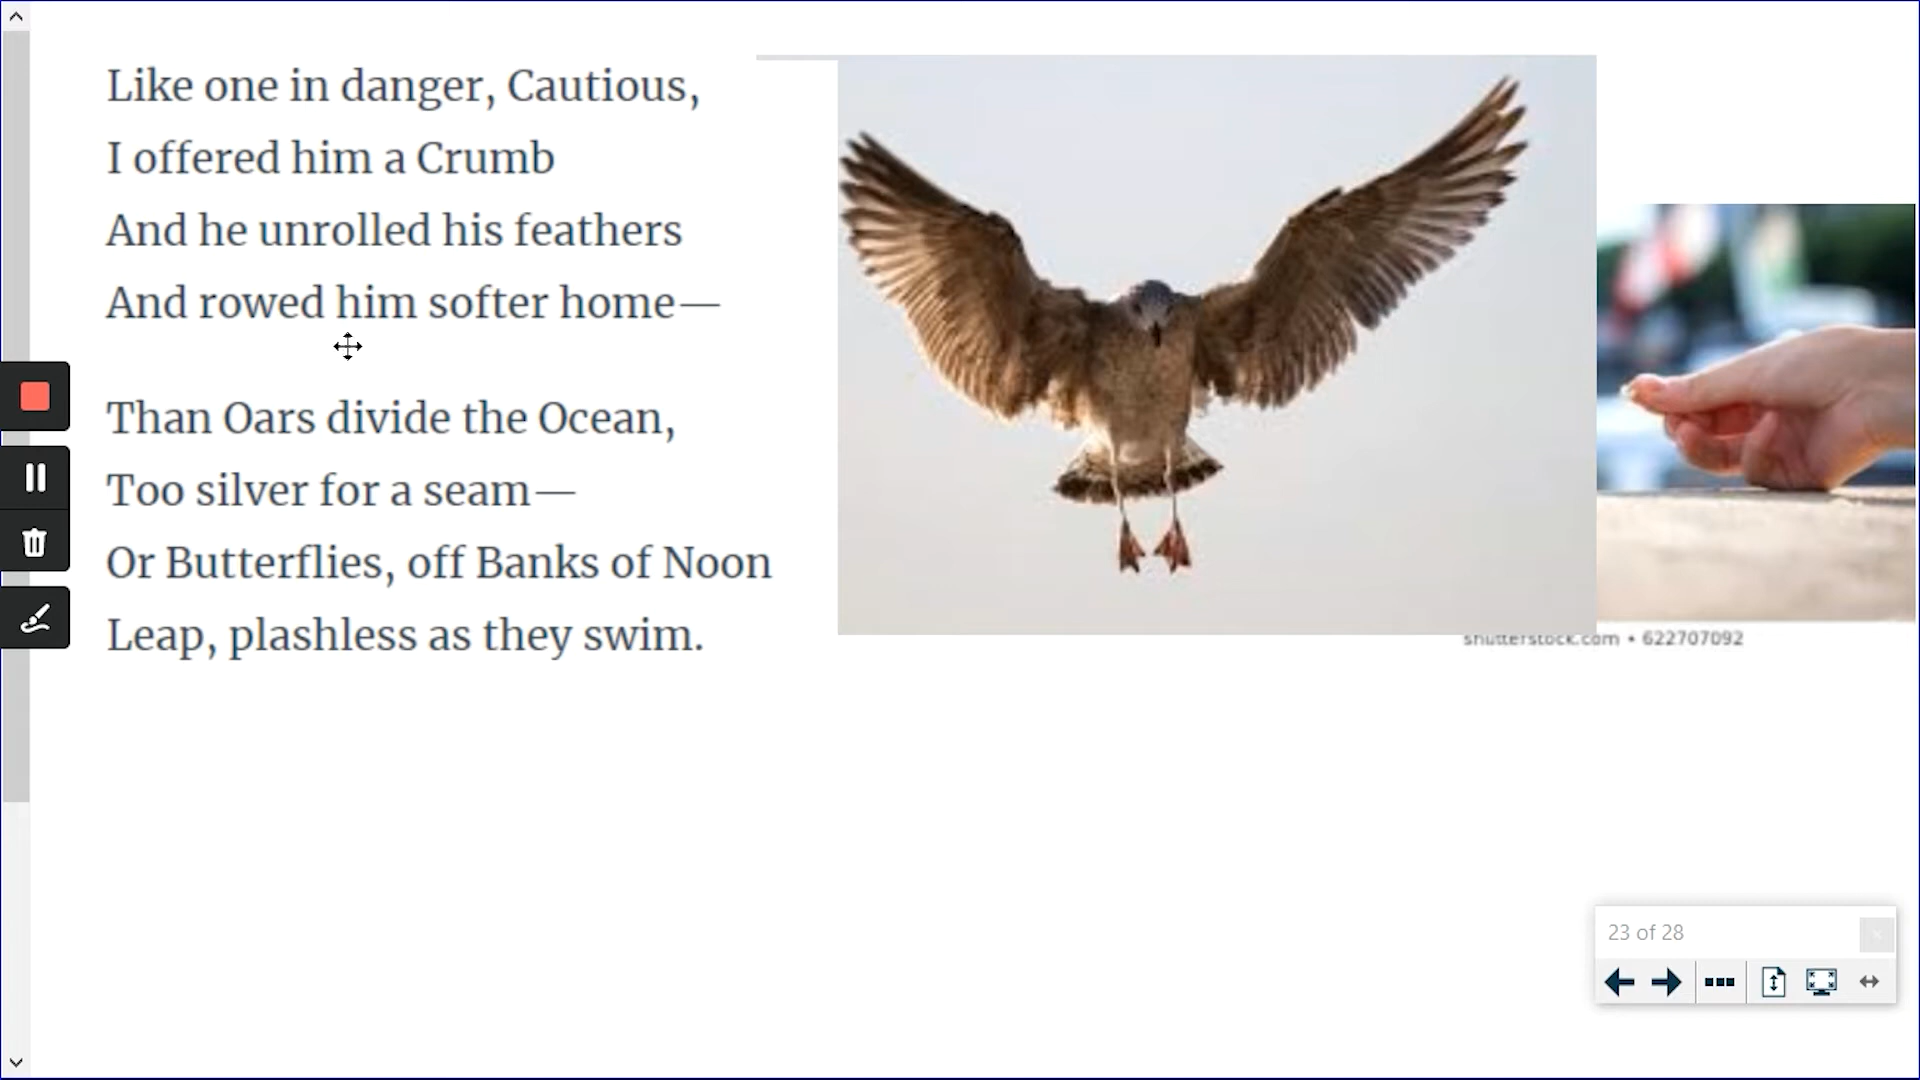 Like one in danger, Cautious,
I offered him a Crumb
And he unrolled his feathers
And rowed him softer home—
Than Oars divide the Ocean,
Too silver for a seam—
Or Butterflies, off Banks of Noon
Leap, plashless as they swim.
shutterstock.com • 622707092
23 of 28